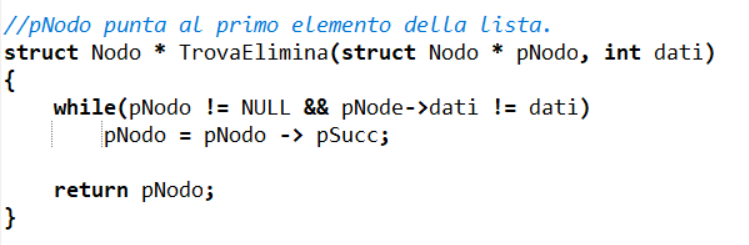 //pNodo punta al primo elemento della lista.
struct Nodo * TrovaElimina(struct Nodo * pNodo, int dati)
{
    while(pNodo != NULL && pNode->dati != dati)
        pNodo = pNodo -> pSucc;

    return pNodo;
}